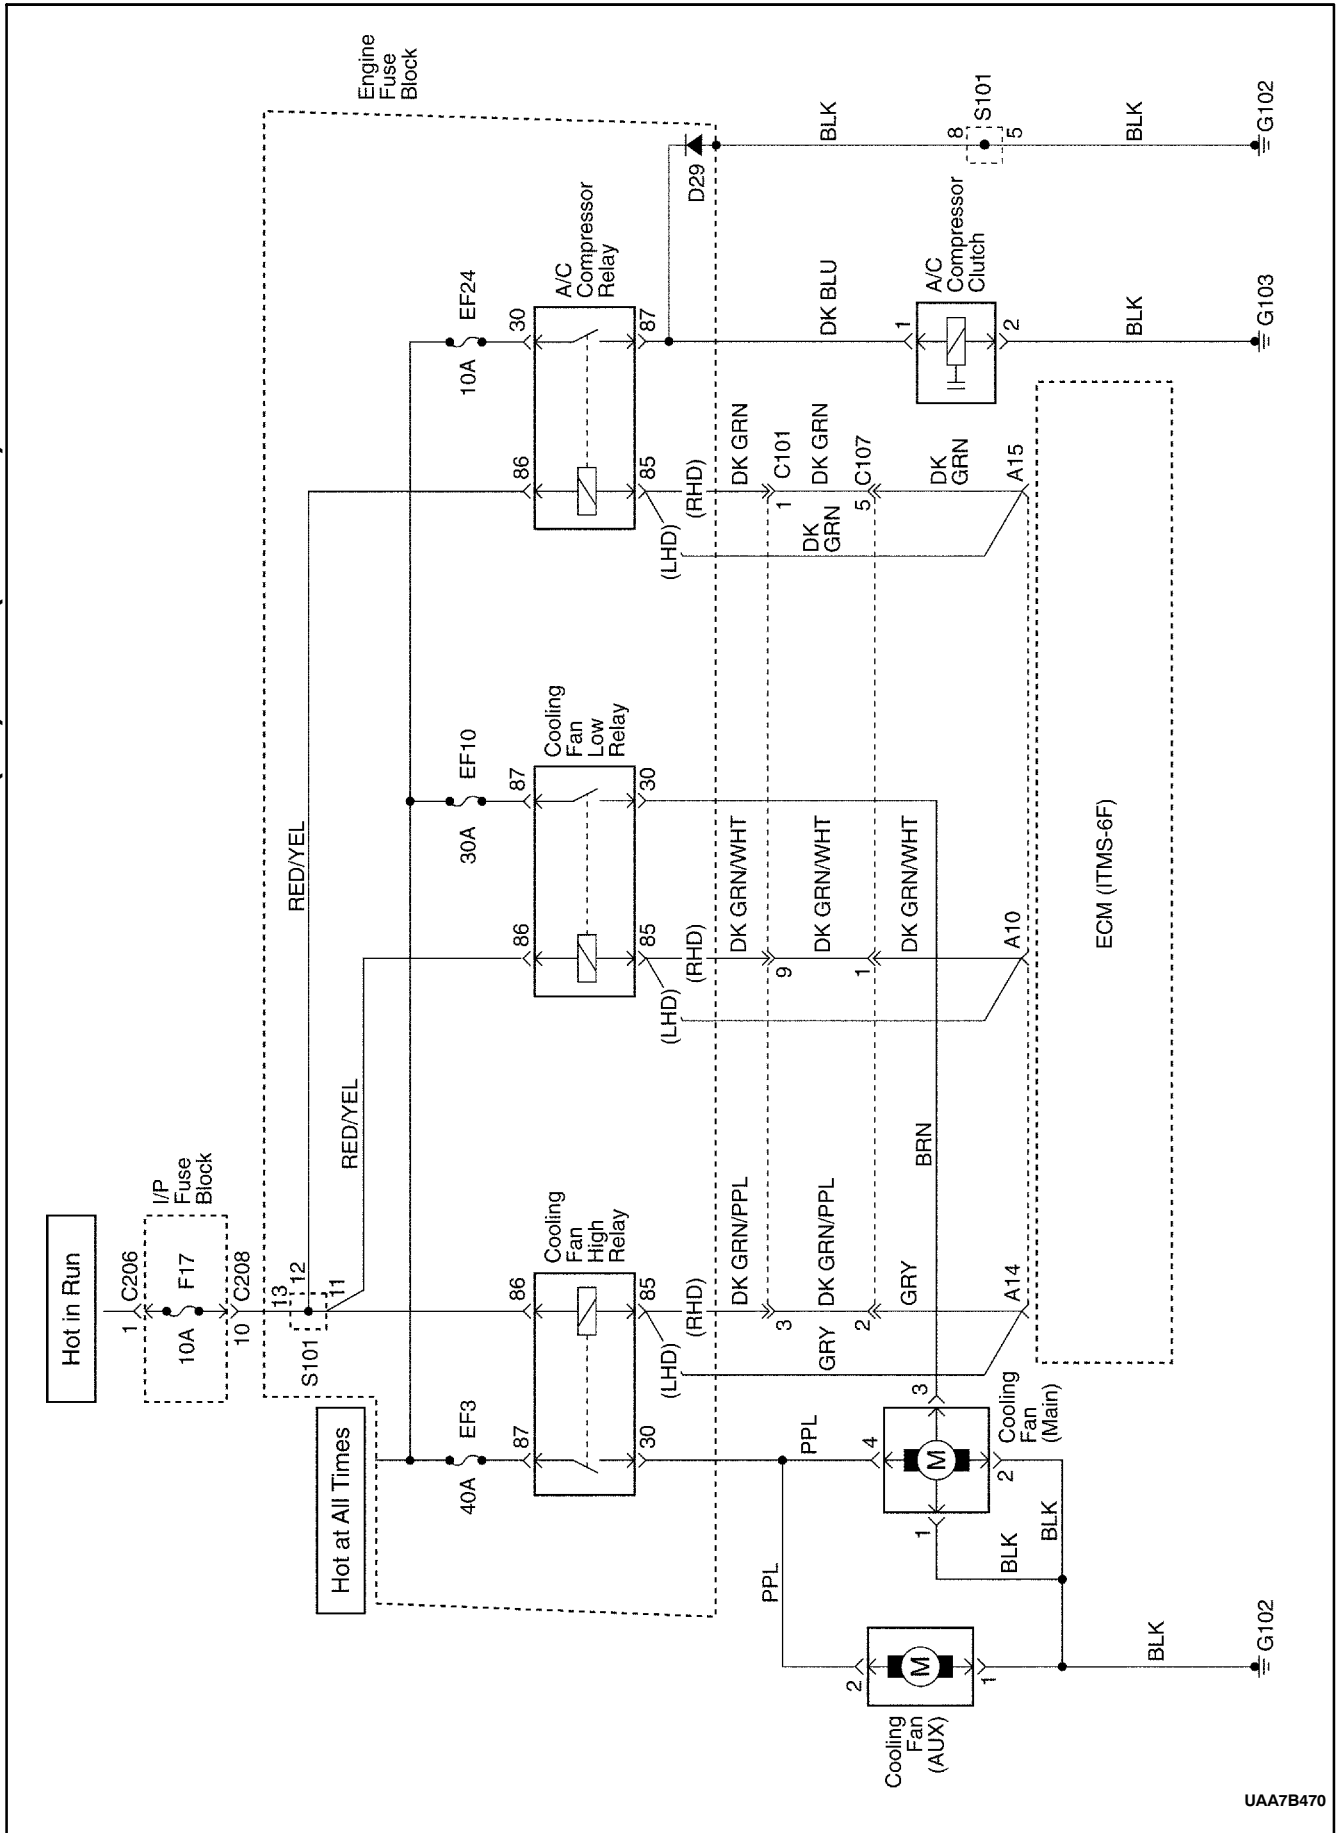 Hot in Run
1
C206
I/P
Fuse
Block
10A
F17
10
C208
Engine
Fuse
Block
13
12
11
S101
RED/YEL
RED/YEL
Hot at All Times
40A
EF3
30A
EF10
10A
EF24
87
86
86
87
86
30
Cooling
Fan
High
Relay
Cooling
Fan
Low
Relay
A/C
Compressor
Relay
30
85
85
30
85
87
D29
(LHD)
(RHD)
(LHD)
(RHD)
(LHD)
(RHD)
PPL
PPL
DK GRN/PPL
DK GRN/WHT
DK GRN
3
9
1
C101
GRY
DK GRN/PPL
DK GRN/WHT
DK
GRN
DK GRN
DK BLU
BLK
2
1
5
C107
GRY
BRN
DK GRN/WHT
DK
GRN
4
3
1
2
M
Cooling
Fan
(Main)
2
1
M
Cooling
Fan
(AUX)
1
2
A/C
Compressor
Clutch
8
5
S101
A14
A10
A15
BLK
BLK
ECM (ITMS-6F)
BLK
BLK
BLK
G102
G103
G102
UAA7B470